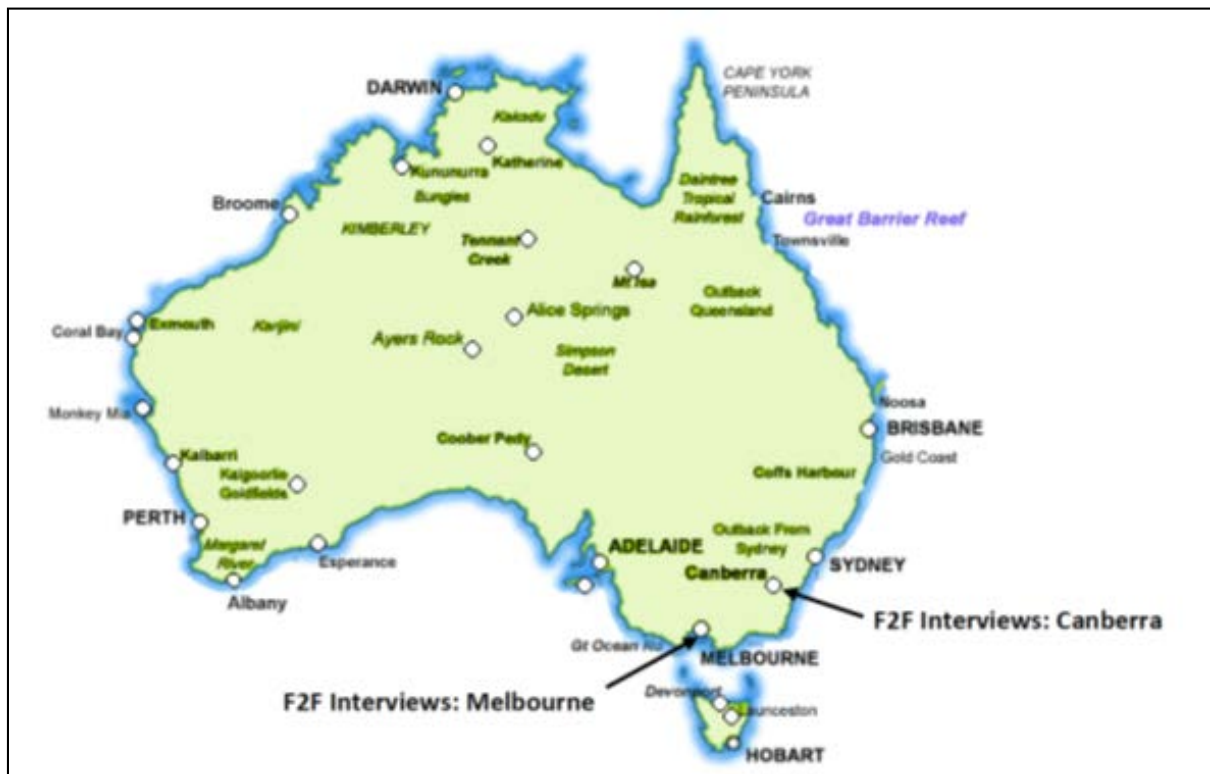 CAPE YORK
PENINSULA
DARWIN
Kakadu
Katherine
Kununurra
Bungles
Daintree
Tropical
Rainforest
Cairns
Broome
Great Barrier Reef
KIMBERLEY
Tennant
Creek
Townsville
Mt Isa
Outback
Queensland
Alice Springs
Exmouth
Karjini
Coral Bay
Ayers Rock
Simpson
Desert
Monkey Mia
Noosa
BRISBANE
Coober Pedy
Kalbarri
Gold Coast
Kalgoorlie
Goldfields
Coffs Harbour
PERTH
Outback From
Sydney
Margaret
River
ADELAIDE
Esperance
SYDNEY
Canberra
Albany
F2F Interviews: Canberra
Gt Ocean Rd
MELBOURNE
F2F Interviews: Melbourne
Devonport
Launceston
HOBART